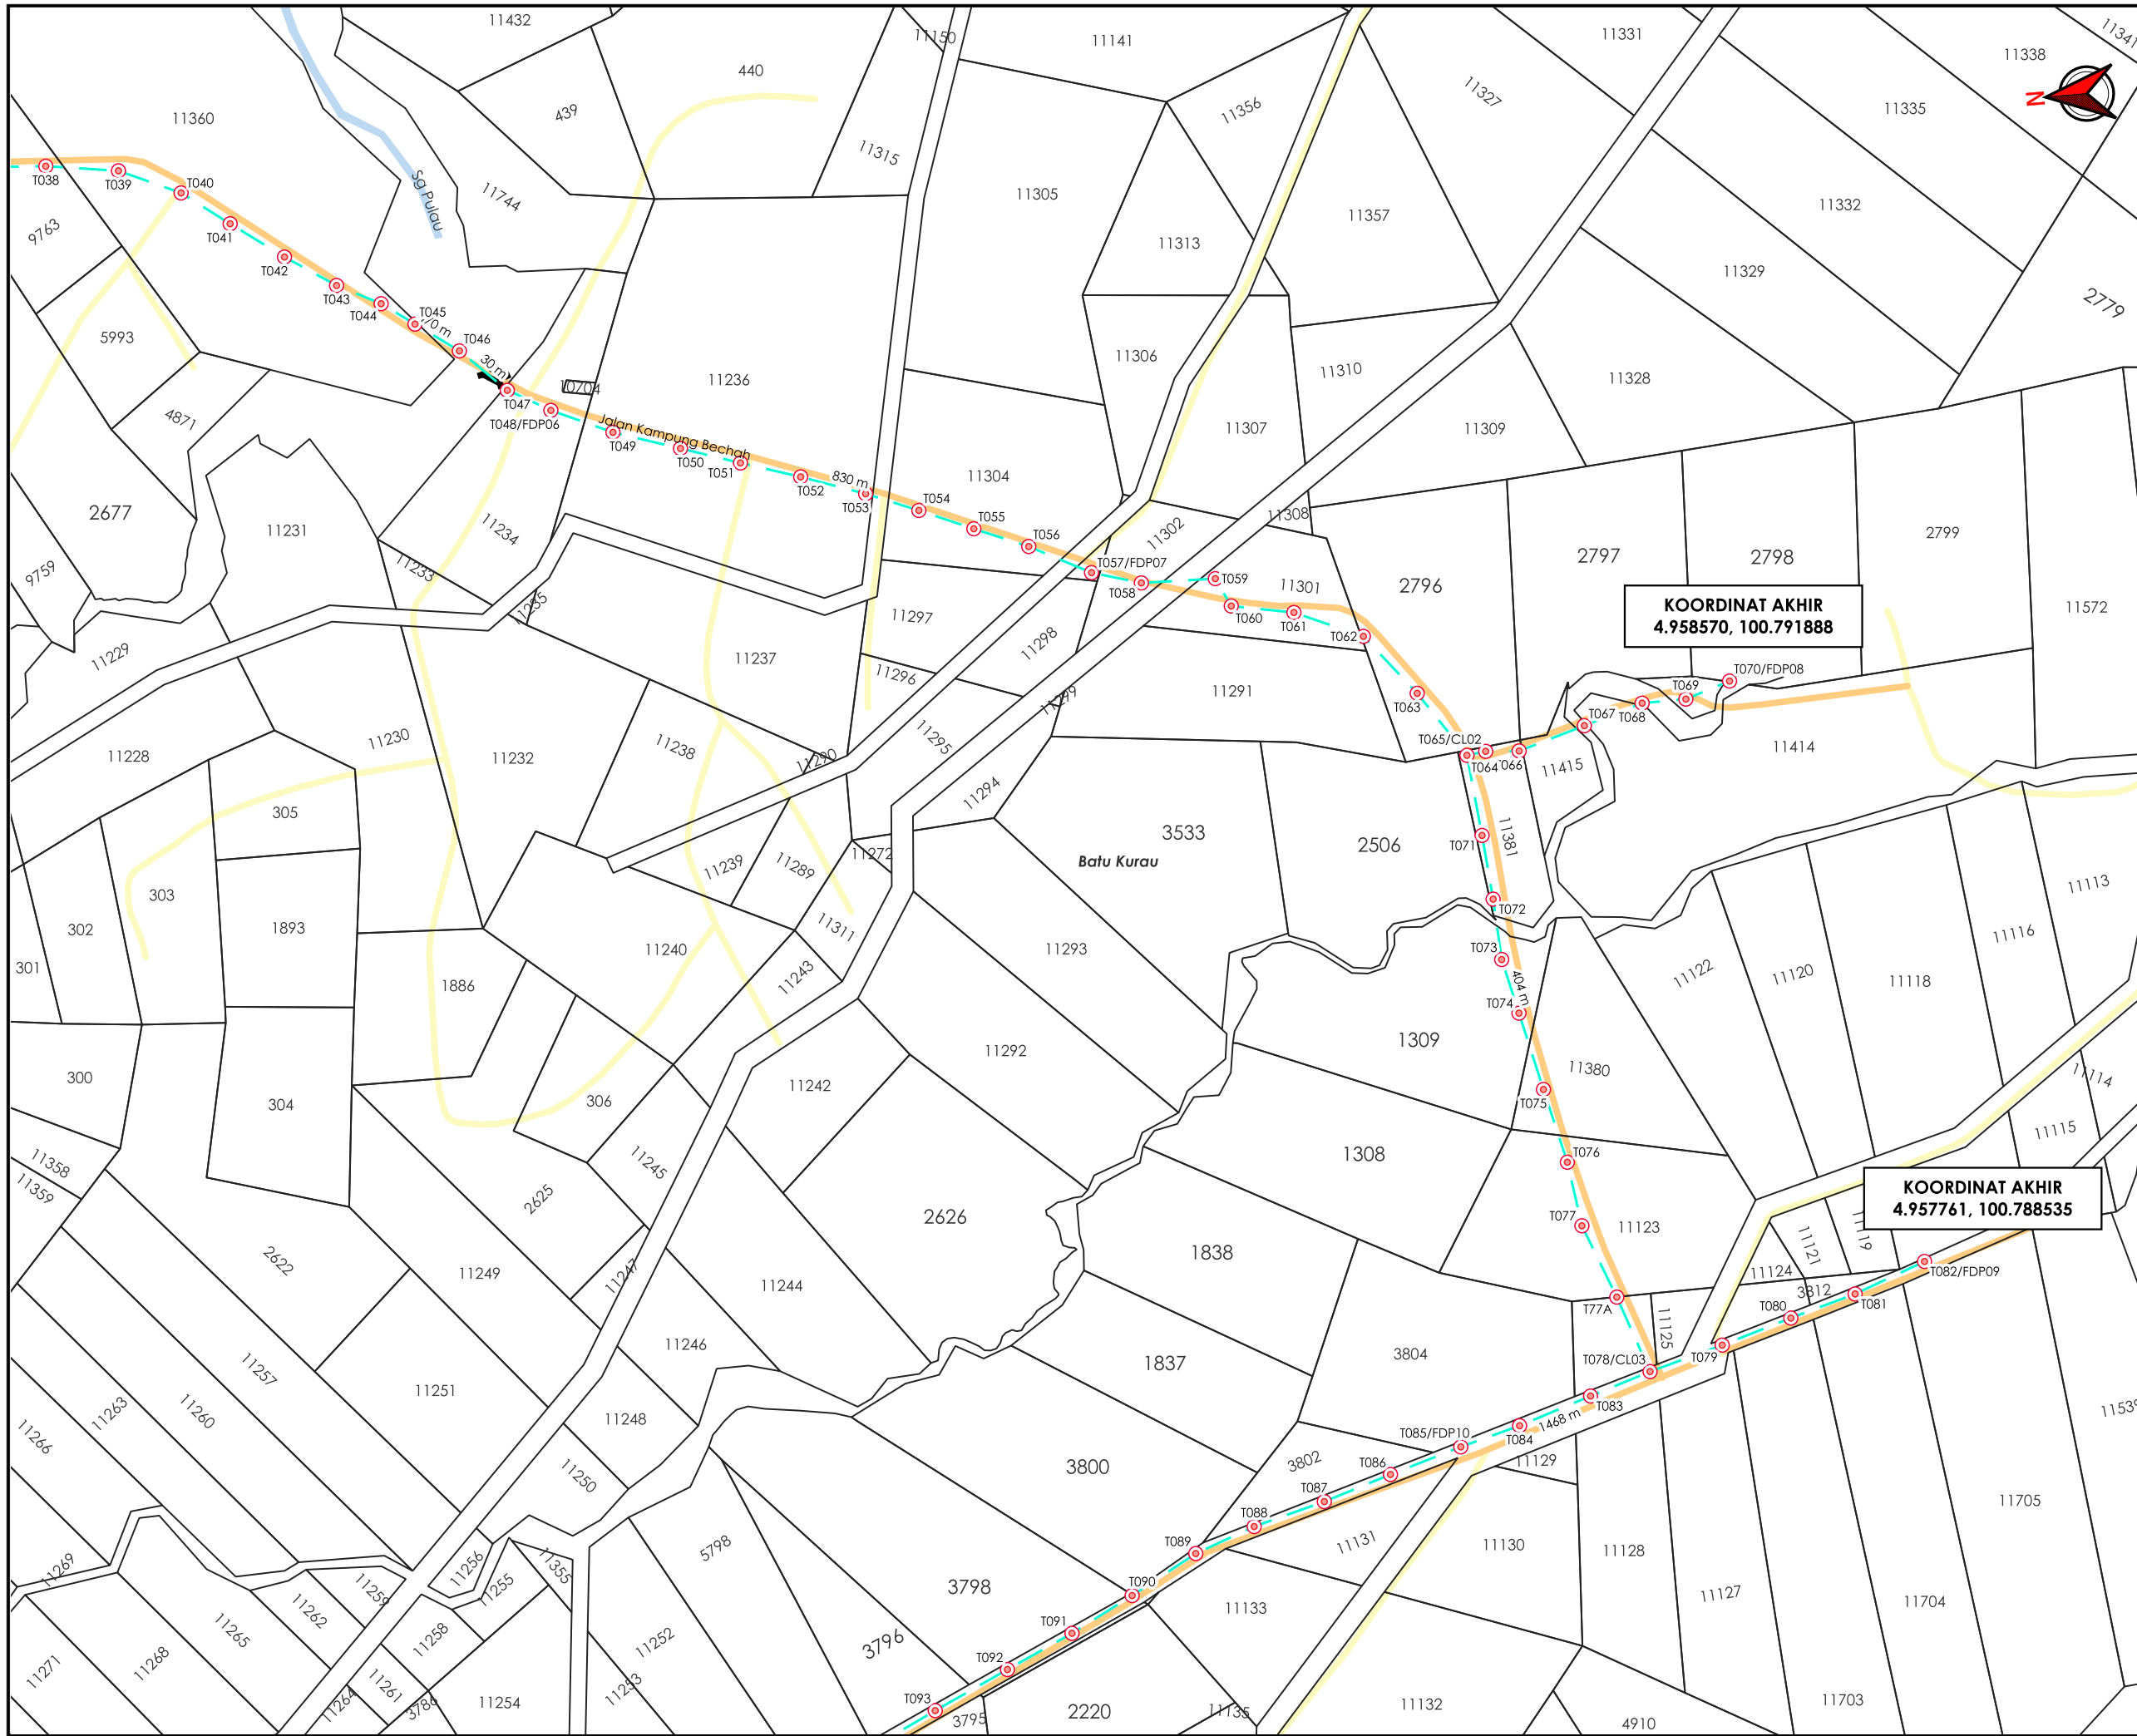 11432
11150
11141
11331
11338
11341
440
11327
11335
N
11360
439
11356
11315
T038
T039
T040
Sg Pulau
11744
11305
11357
11332
9763
T041
11313
T042
11329
T043
2779
T044
T045
70 m
5993
T046
30 m
11306
11310
11328
10704
11236
T047
4871
T048/FDP06
Jalan Kampung Bechah
T049
T050
T051
11307
11309
T052
830 m
11304
T053
T054
2677
11231
11234
T055
11308
11302
T056
2797
2798
2799
9759
11233
T057/FDP07
T058
T059
11301
2796
11235
T060
T061
KOORDINAT AKHIR
4.958570, 100.791888
11572
11297
T062
11229
11298
11237
11296
T070/FDP08
T069
11299
11291
T063
T068
T067
11228
11230
11232
11238
11295
T065/CL02
T064
T066
11414
11290
11415
11294
305
3533
2506
11381
T071
Batu Kurau
11272
11239
11289
303
11113
302
1893
11311
T072
11240
11293
T073
11116
301
11243
11122
11120
11118
1886
404 m
T074
1309
11292
11380
300
304
306
11242
T075
11114
11115
11358
1308
T076
11359
11245
KOORDINAT AKHIR
4.957761, 100.788535
2625
2626
T077
11123
11119
11121
2622
11249
11247
1838
11244
11124
T082/FDP09
3812
T77A
T080
T081
11125
11246
1837
3804
T079
11257
T078/CL03
11251
11263
11260
T083
11539
11248
1468 m
T084
T085/FDP10
11266
3800
3802
11129
T086
11250
T087
11705
T088
5798
11131
T089
11130
11128
11269
11256
11355
11255
3798
T090
11127
11259
11133
11704
11262
T091
11265
11258
11252
3796
T092
11271
11268
11261
11253
11264
3786
11254
T093
3795
2220
11135
11132
11703
4910